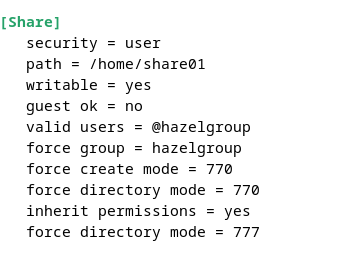 [Share]
security = user
path = /home/share01
writable = yes
guest ok = no
valid users = @hazelgroup
force group = hazelgroup
force create mode = 770
force directory mode = 770
inherit permissions = yes
force directory mode = 777